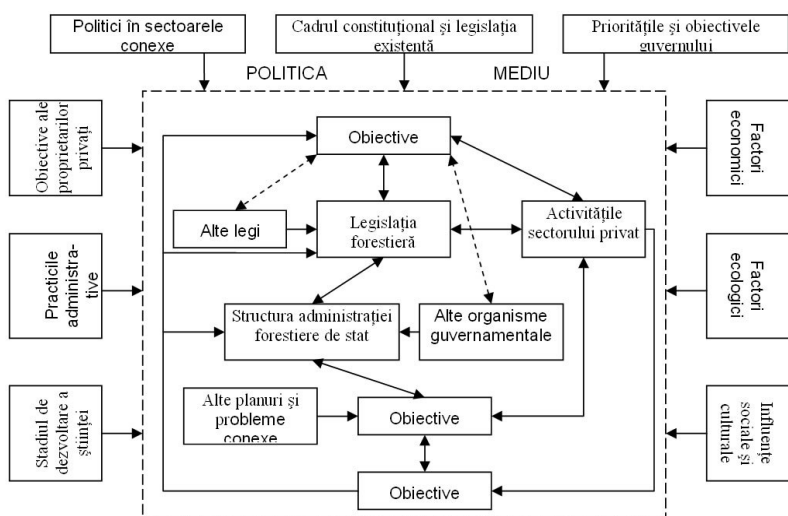 Politici în sectoarele
conexe
Cadrul constituțional și legislația
existentă
Prioritățile și obiectivele
guvernului
POLITICA
MEDIU
Obiective ale
proprietarilor
privați
Practicile
administra-
tive
Stadiul de
dezvoltare a
științei
Obiective
Alte legi
Legislația
forestieră
Activitățile
sectorului privat
Structura administrației
forestiere de stat
Alte organisme
guvernamentale
Alte planuri și
probleme
conexe
Obiective
Obiective
Factori
economici
Factori
ecologici
Influențe
sociale și
culturale